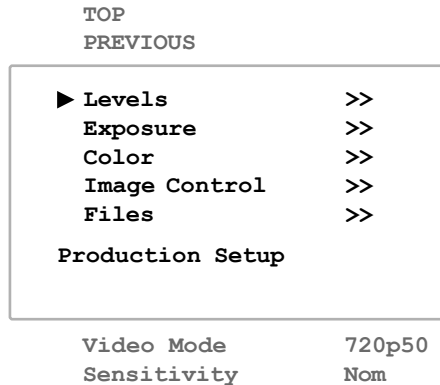 TOP
PREVIOUS
▶ Levels >>
Exposure >>
Color >>
Image Control >>
Files >>
Production Setup
Video Mode 720p50
Sensitivity Nom